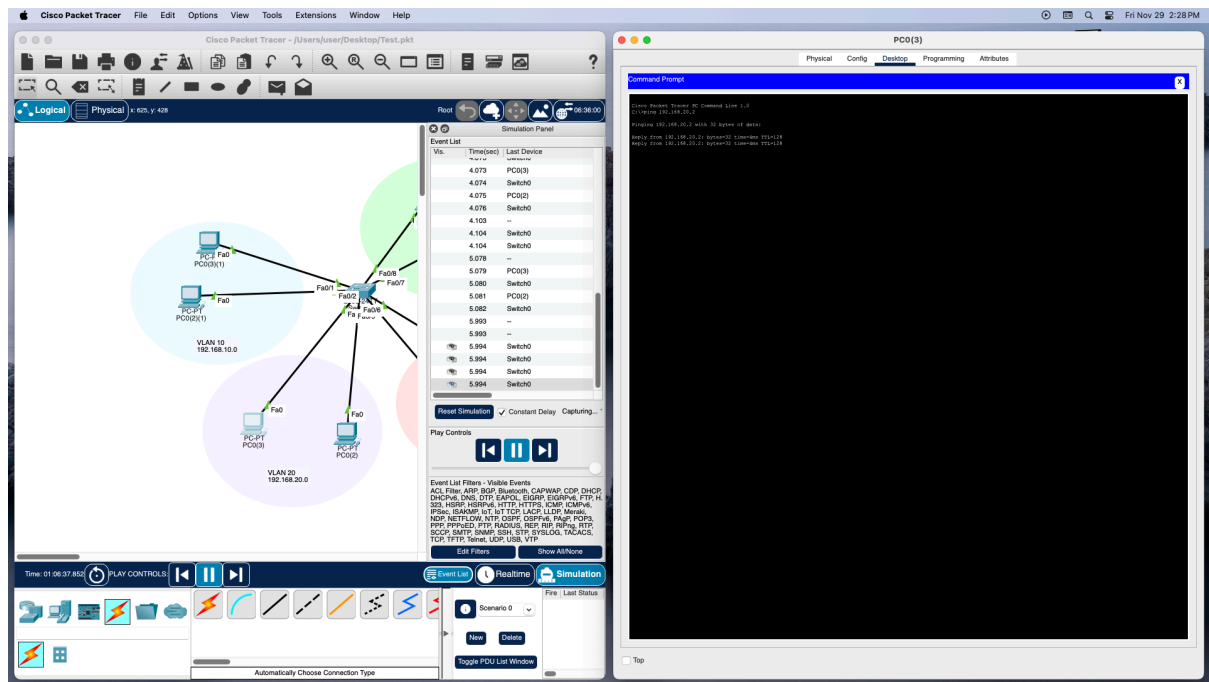 Cisco Packet Tracer File Edit Options View Tools Extensions Window Help
Fri Nov 29 2:28 PM
Cisco Packet Tracer - /Users/user/Desktop/Test.pkt
?
Logical Physical x: 625, y: 428
Root 06:36:00
PC0(3)(1)
Fa0
PC-PT
PC0(2)(1)
Fa0
VLAN 10
192.168.10.0
Fa0/1
Fa0/2
Fa0/8
Fa0/7
Fa0/6
Fa0
PC-PT
PC0(3)
Fa0
PC-PT
PC0(2)
VLAN 20
192.168.20.0
Simulation Panel
Event List
Vis. Time(sec) Last Device
4.073 PC0(3)
4.074 Switch0
4.075 PC0(2)
4.076 Switch0
4.103 --
4.104 Switch0
4.104 Switch0
5.078 --
5.079 PC0(3)
5.080 Switch0
5.081 PC0(2)
5.082 Switch0
5.993 --
5.993 --
5.994 Switch0
5.994 Switch0
5.994 Switch0
5.994 Switch0
Reset Simulation Constant Delay Capturing...
Play Controls
Event List Filters - Visible Events
ACL Filter, ARP, BGP, Bluetooth, CAPWAP, CDP, DHCP,
DHCPv6, DNS, DTP, EAPOL, EIGRP, EIGRPv6, FTP, H.
323, HSRP, HSRPv6, HTTP, HTTPS, ICMP, ICMPv6,
IPSec, ISAKMP, IoT, IoT TCP, LACP, LLDP, Meraki,
NDP, NETFLOW, NTP, OSPF, OSPFv6, PAgP, POP3,
PPP, PPPoED, PTP, RADIUS, REP, RIP, RIPng, RTP,
SCCP, SMTP, SNMP, SSH, STP, SYSLOG, TACACS,
TCP, TFTP, Telnet, UDP, USB, VTP
Edit Filters Show All/None
Time: 01:06:37.852 PLAY CONTROLS:
Event List Realtime Simulation
Scenario 0
Fire Last Status
New Delete
Toggle PDU List Window
Automatically Choose Connection Type
PC0(3)
Physical Config Desktop Programming Attributes
Command Prompt X
Cisco Packet Tracer PC Command Line 1.0
C:\>ping 192.168.20.2
Pinging 192.168.20.2 with 32 bytes of data:
Reply from 192.168.20.2: bytes=32 time=4ms TTL=128
Reply from 192.168.20.2: bytes=32 time=4ms TTL=128
Top